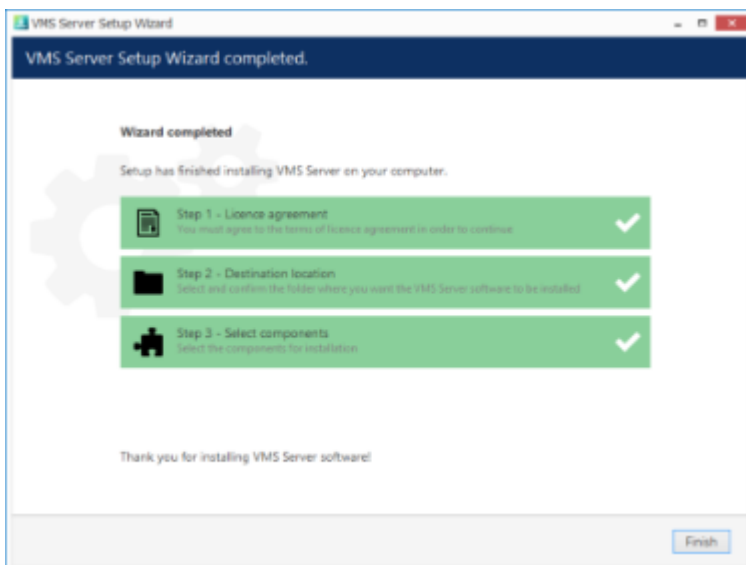 VMS Server Setup Wizard
VMS Server Setup Wizard completed.
Wizard completed
Setup has finished installing VMS Server on your computer.
Step 1 - Licence agreement
You must agree to the terms of licence agreement in order to continue
Step 2 - Destination location
Select and confirm the folder where you want the VMS Server software to be installed
Step 3 - Select components
Select the components for installation
Thank you for installing VMS Server software!
Finish